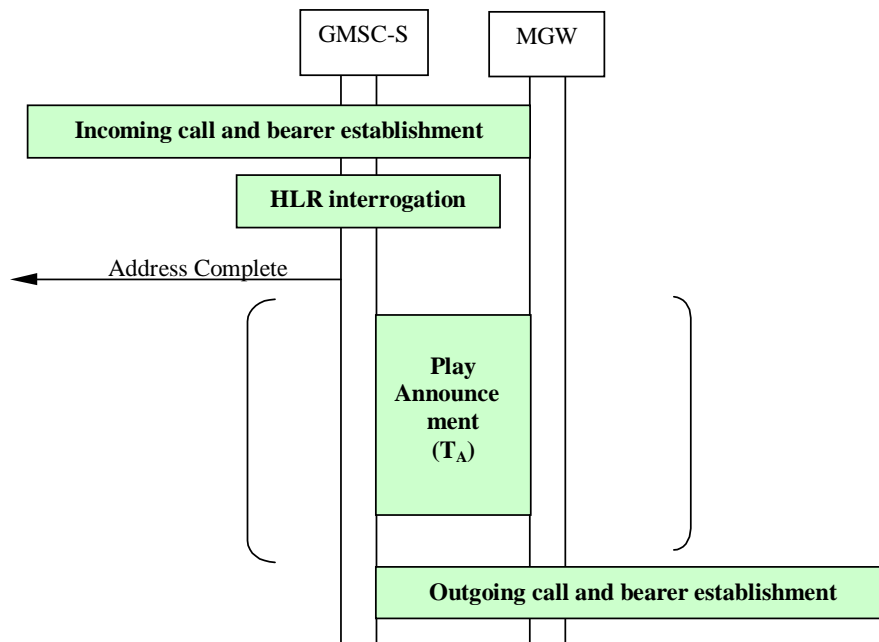 GMSC-S
MGW
Incoming call and bearer establishment
HLR interrogation
Address Complete
Play
Announce
ment
(TA)
Outgoing call and bearer establishment